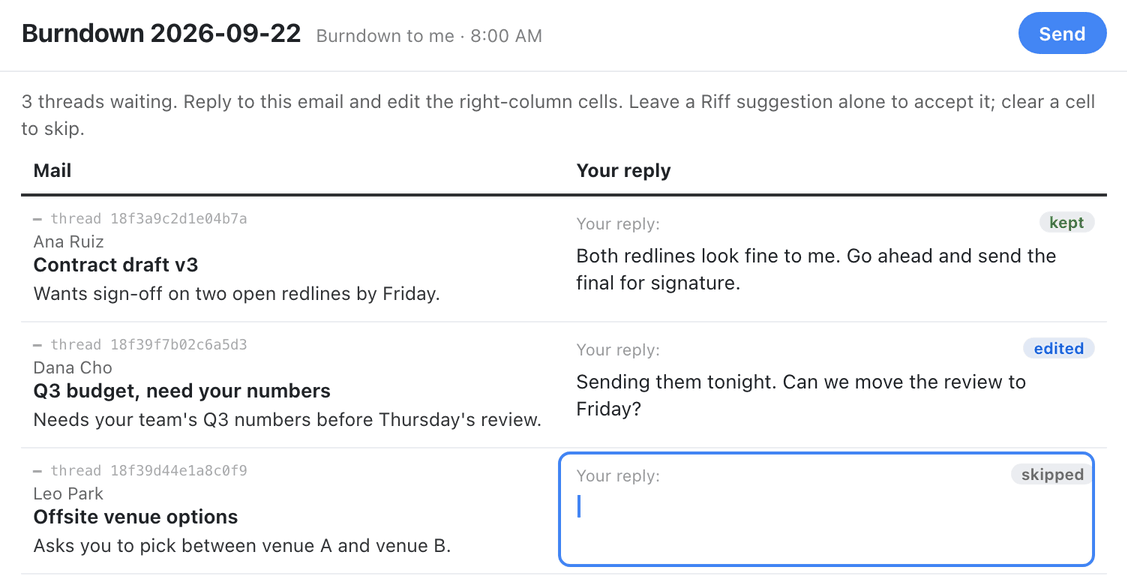 Burndown 2026-09-22 Burndown to me · 8:00 AM Send
3 threads waiting. Reply to this email and edit the right-column cells. Leave a Riff suggestion alone to accept it; clear a cell
to skip.
Mail Your reply
— thread 18f3a9c2d1e04b7a
Ana Ruiz
Contract draft v3
Wants sign-off on two open redlines by Friday.
Your reply: kept
Both redlines look fine to me. Go ahead and send the
final for signature.
— thread 18f39f7b02c6a5d3
Dana Cho
Q3 budget, need your numbers
Needs your team's Q3 numbers before Thursday's review.
Your reply: edited
Sending them tonight. Can we move the review to
Friday?
— thread 18f39d44e1a8c0f9
Leo Park
Offsite venue options
Asks you to pick between venue A and venue B.
Your reply: skipped